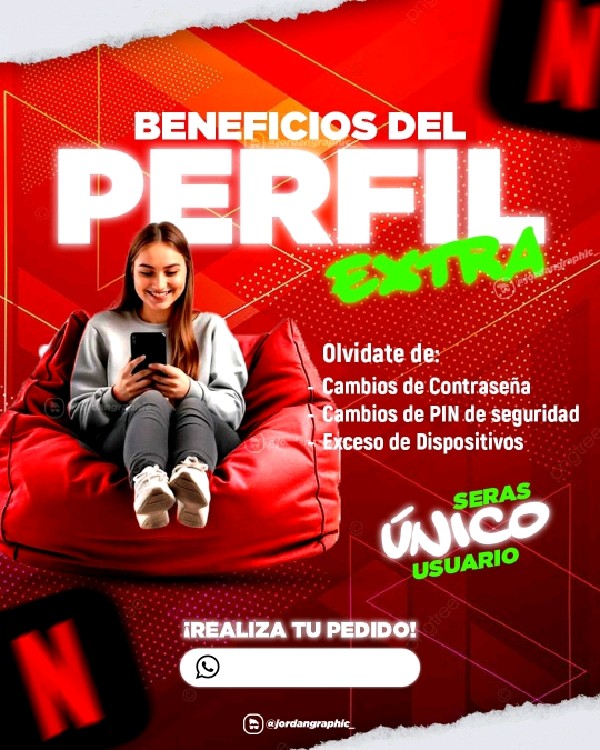 BENEFICIOS DEL
PERFIL
EXTRA
Olvidate de:
- Cambios de Contraseña
- Cambios de PIN de seguridad
- Exceso de Dispositivos
SERAS
ÚNICO
USUARIO
¡REALIZA TU PEDIDO!
N
N
@jordangraphic_